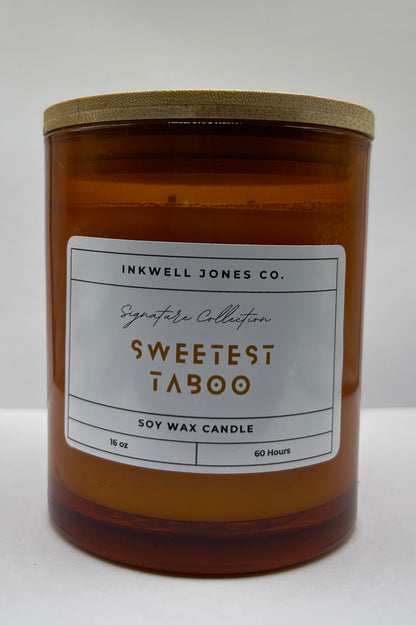 INKWELL JONES CO.
Signature Collection
SWEETEST
TABOO
SOY WAX CANDLE
16 oz
60 Hours